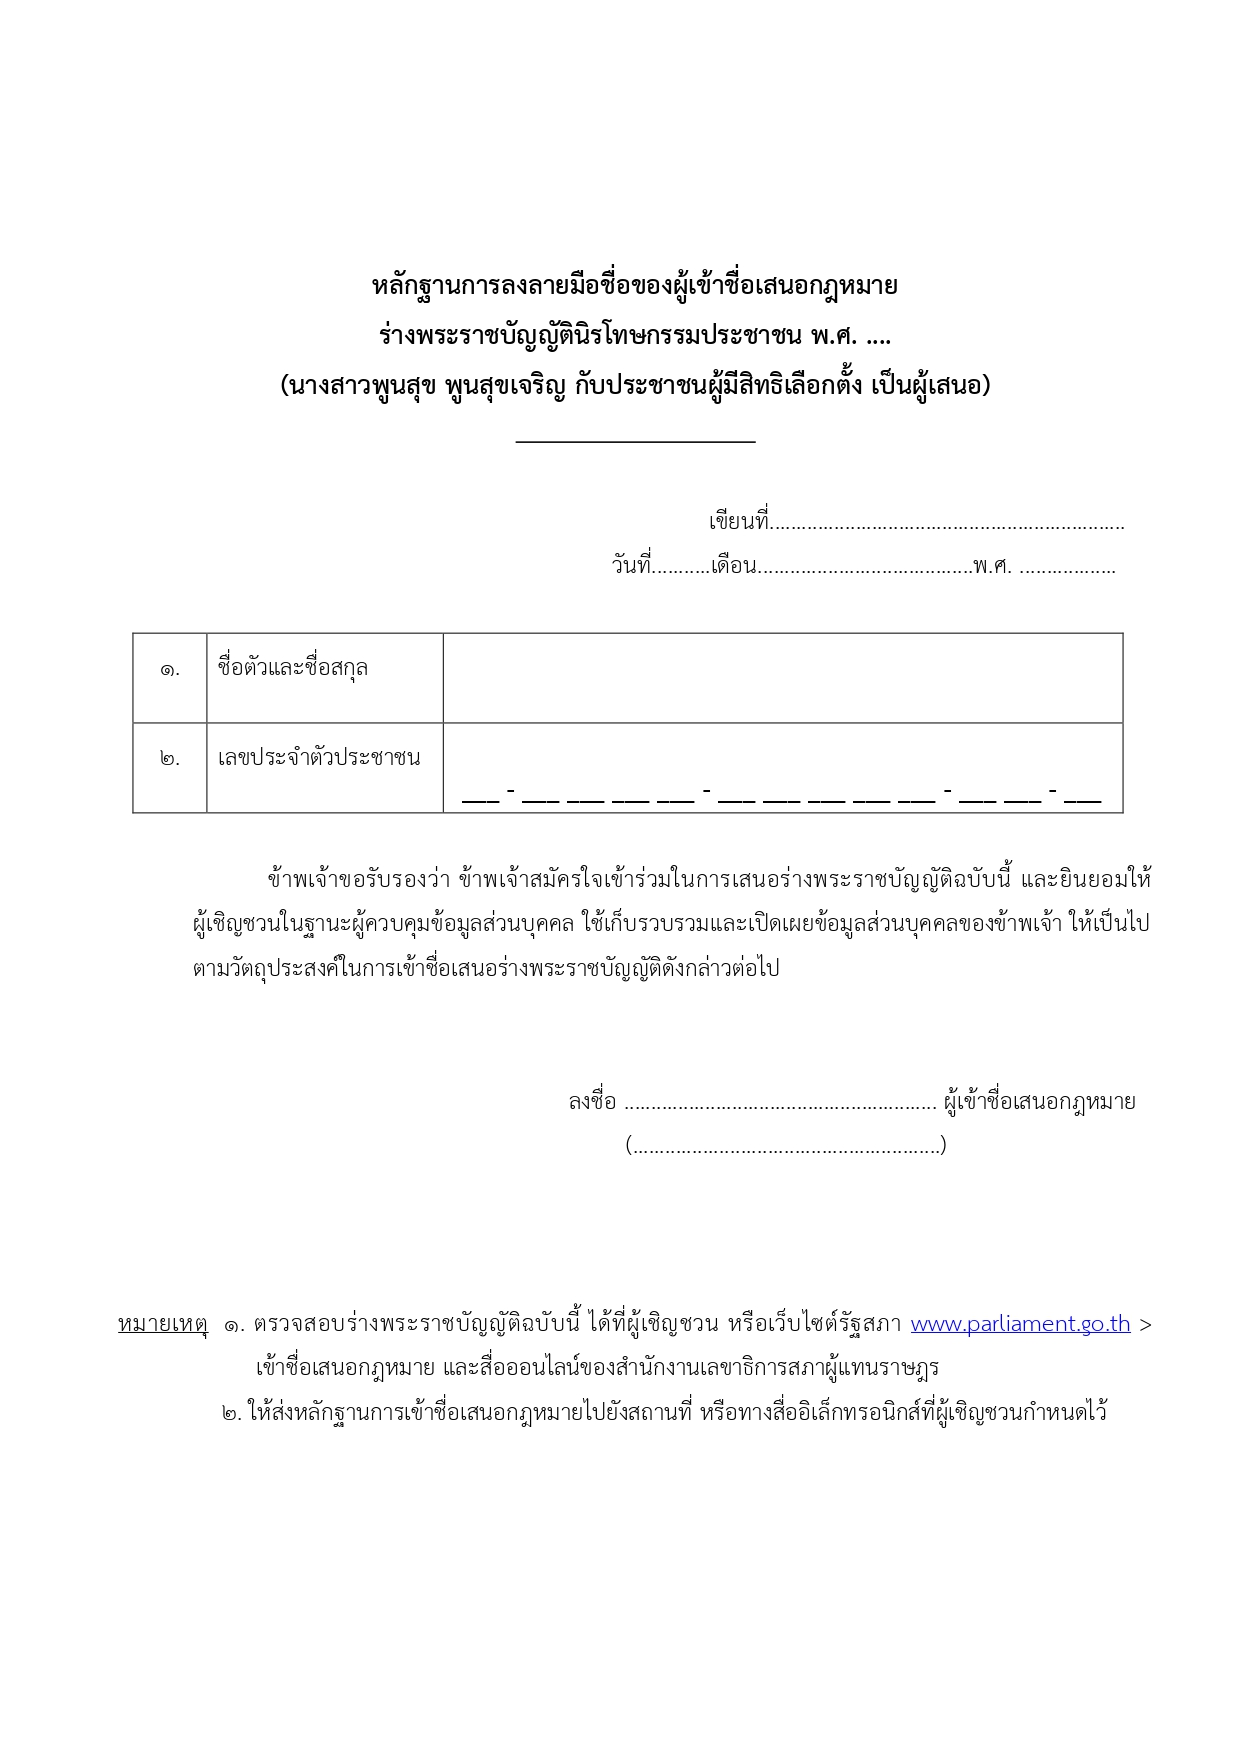 หลักฐานการลงลายมือชื่อของผู้เข้าชื่อเสนอกฎหมาย
ร่างพระราชบัญญัตินิรโทษกรรมประชาชน พ.ศ. ....
(นางสาวพูนสุข พูนสุขเจริญ กับประชาชนผู้มีสิทธิเลือกตั้ง เป็นผู้เสนอ)
เขียนที่..................................................................
วันที่...........เดือน........................................พ.ศ. ..................
๑. ชื่อตัวและชื่อสกุล
๒. เลขประจำตัวประชาชน ___ - ___ ___ ___ ___ - ___ ___ ___ ___ ___ - ___ ___ - ___
ข้าพเจ้าขอรับรองว่า ข้าพเจ้าสมัครใจเข้าร่วมในการเสนอร่างพระราชบัญญัติฉบับนี้ และยินยอมให้
ผู้เชิญชวนในฐานะผู้ควบคุมข้อมูลส่วนบุคคล ใช้เก็บรวบรวมและเปิดเผยข้อมูลส่วนบุคคลของข้าพเจ้า ให้เป็นไป
ตามวัตถุประสงค์ในการเข้าชื่อเสนอร่างพระราชบัญญัติดังกล่าวต่อไป
ลงชื่อ .......................................................... ผู้เข้าชื่อเสนอกฎหมาย
(.........................................................)
หมายเหตุ ๑. ตรวจสอบร่างพระราชบัญญัติฉบับนี้ ได้ที่ผู้เชิญชวน หรือเว็บไซต์รัฐสภา www.parliament.go.th >
เข้าชื่อเสนอกฎหมาย และสื่อออนไลน์ของสำนักงานเลขาธิการสภาผู้แทนราษฎร
๒. ให้ส่งหลักฐานการเข้าชื่อเสนอกฎหมายไปยังสถานที่ หรือทางสื่ออิเล็กทรอนิกส์ที่ผู้เชิญชวนกำหนดไว้